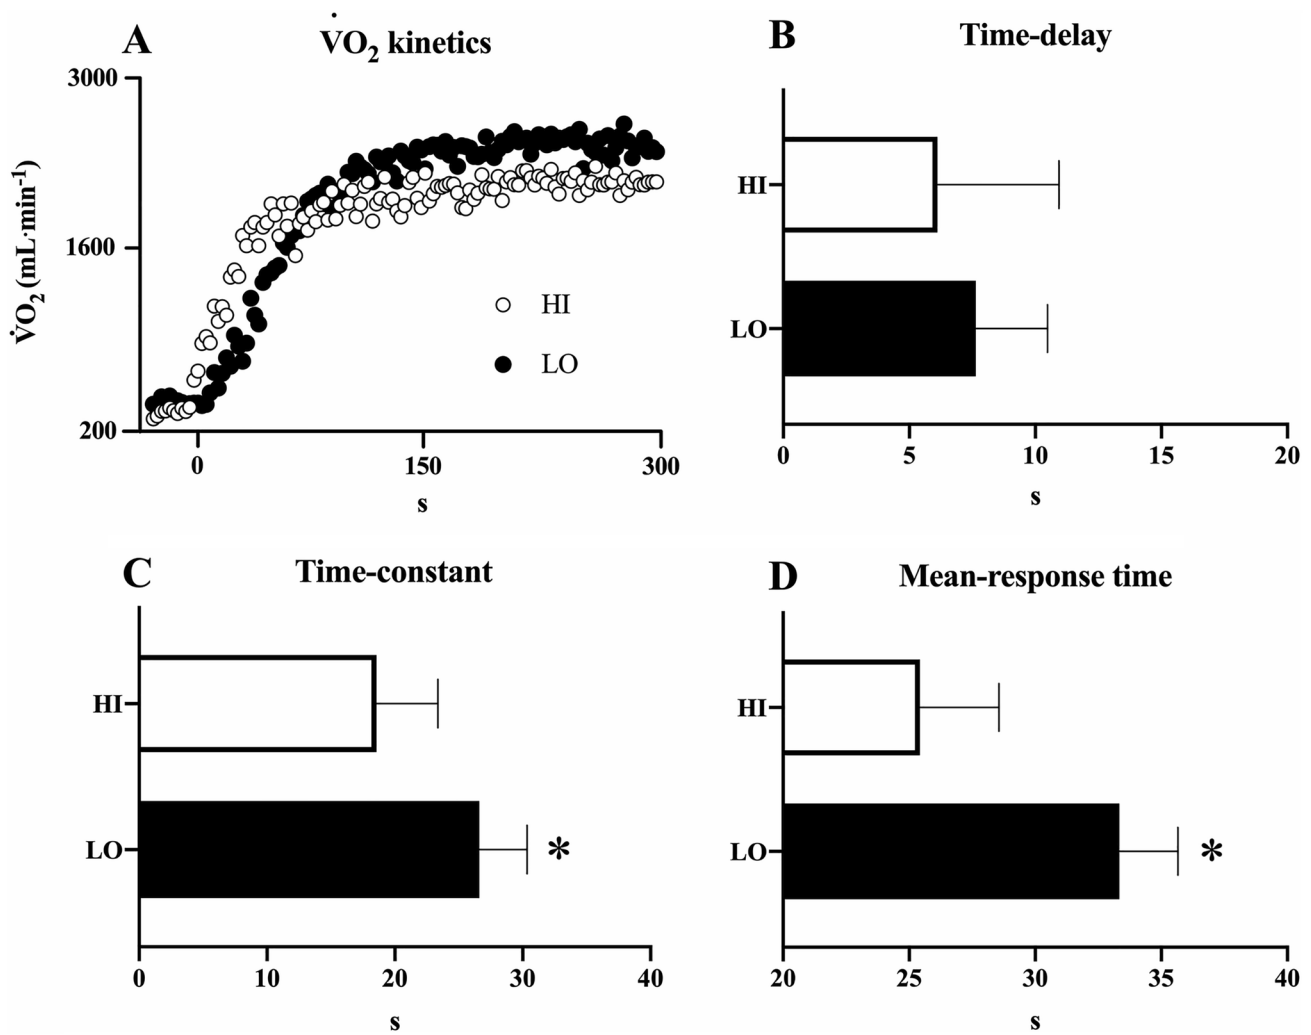 A
V̇O₂ kinetics
3000
1600
200
V̇O₂ (mL·min⁻¹)
HI
LO
0 150 300
s
B
Time-delay
HI
LO
0 5 10 15 20
s
C
Time-constant
HI
LO *
0 10 20 30 40
s
D
Mean-response time
HI
LO *
20 25 30 35 40
s